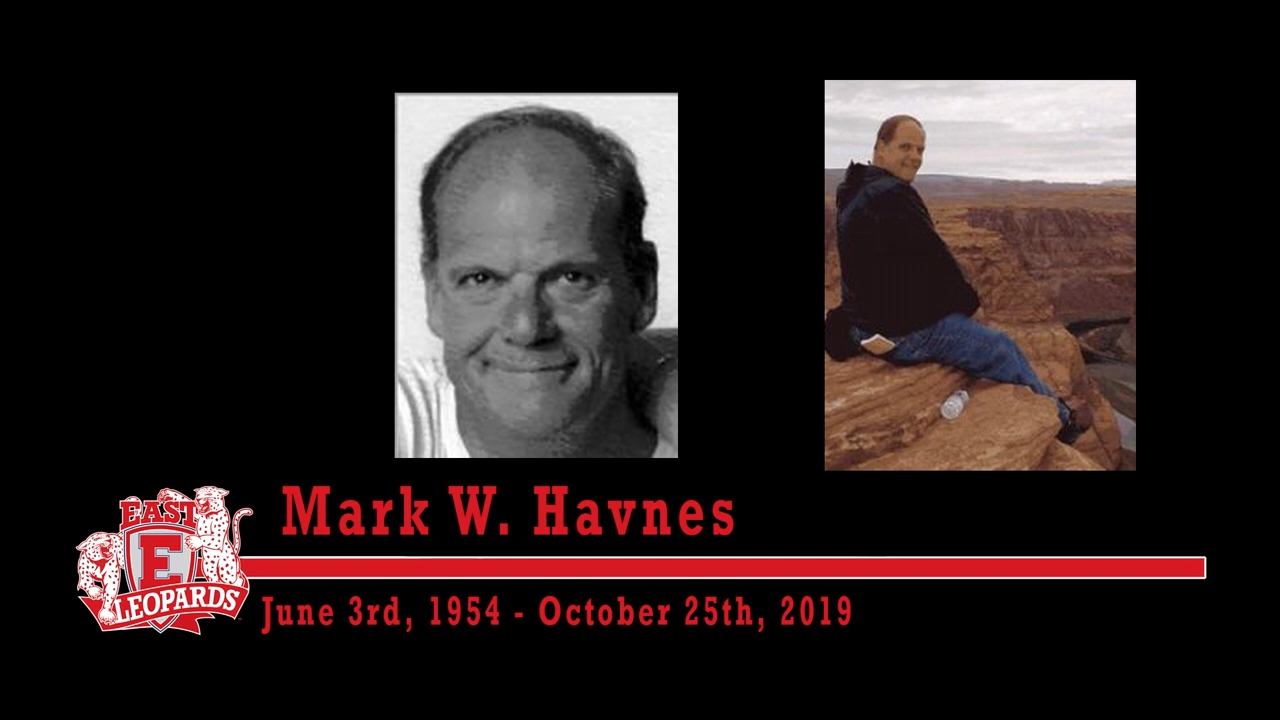 Mark W. Havnes
EAST
E
LEOPARDS
June 3rd, 1954 - October 25th, 2019